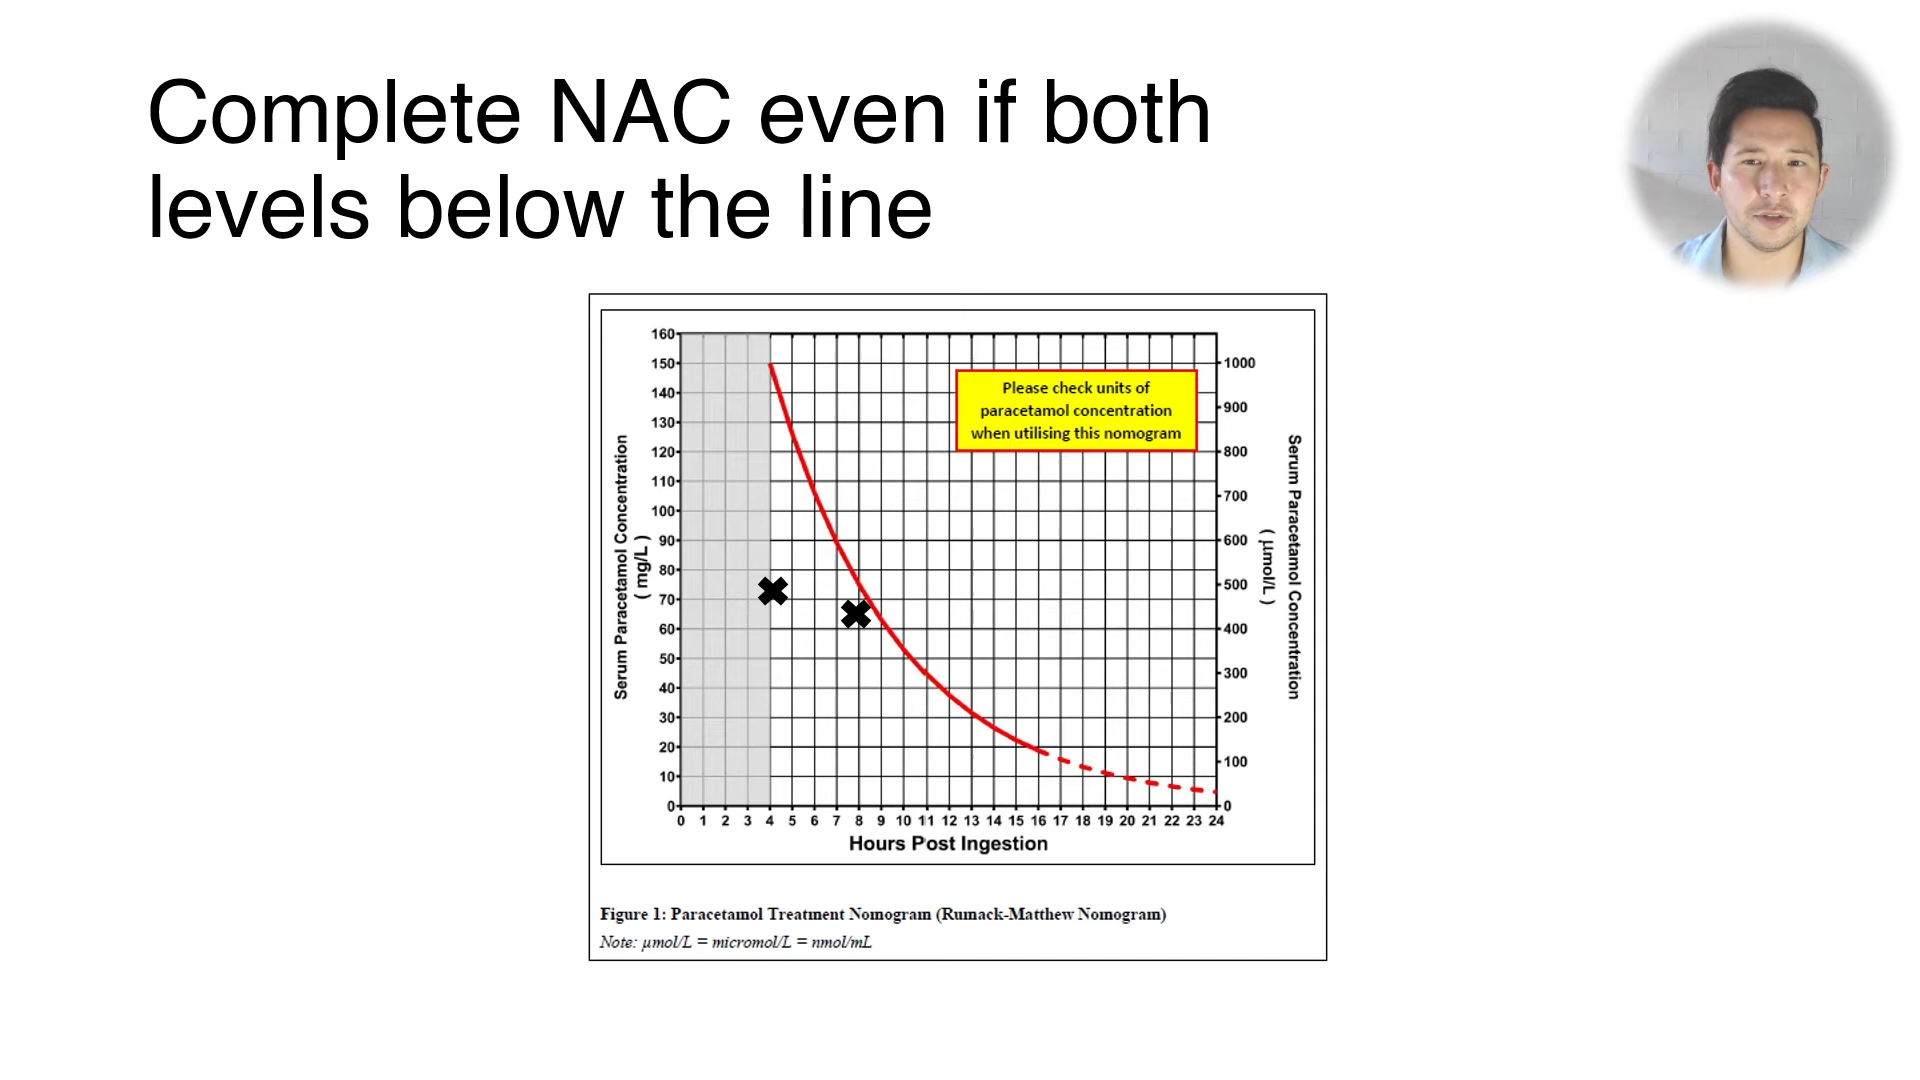 Complete NAC even if both
levels below the line
160
150
140
130
120
110
100
90
80
70
60
50
40
30
20
10
0
Serum Paracetamol Concentration
( mg/L )
Please check units of
paracetamol concentration
when utilising this nomogram
1000
900
800
700
600
500
400
300
200
100
0
Serum Paracetamol Concentration
( µmol/L )
0 1 2 3 4 5 6 7 8 9 10 11 12 13 14 15 16 17 18 19 20 21 22 23 24
Hours Post Ingestion
Figure 1: Paracetamol Treatment Nomogram (Rumack-Matthew Nomogram)
Note: µmol/L = micromol/L = nmol/mL